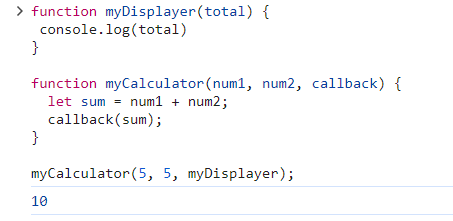 > function myDisplayer(total) {
 console.log(total)
}

function myCalculator(num1, num2, callback) {
  let sum = num1 + num2;
  callback(sum);
}

myCalculator(5, 5, myDisplayer);
10